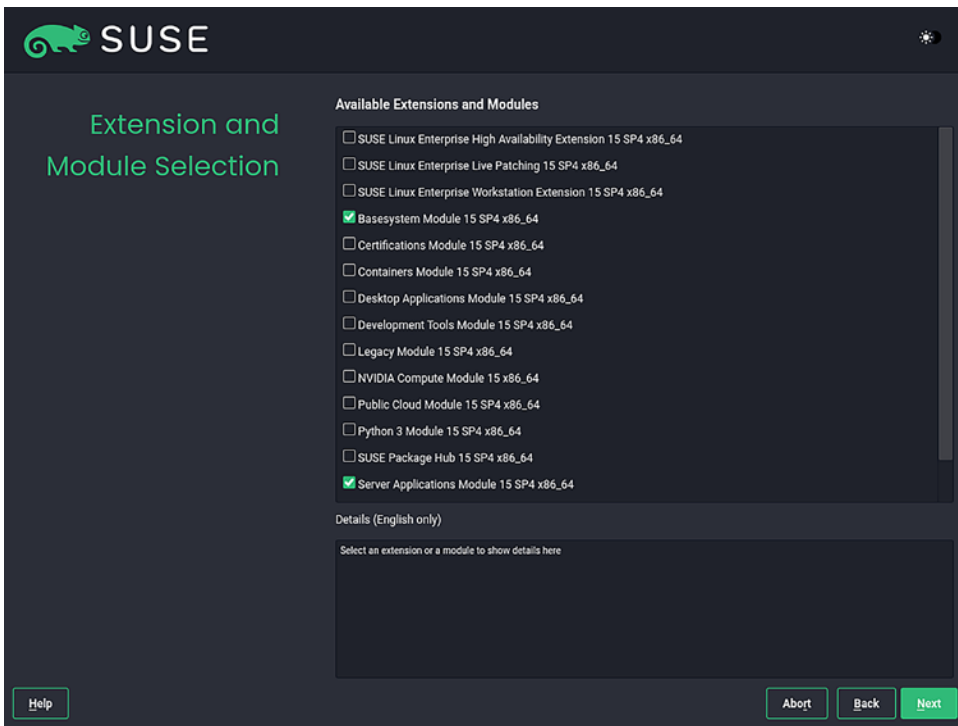 SUSE
Extension and
Module Selection
Available Extensions and Modules
SUSE Linux Enterprise High Availability Extension 15 SP4 x86_64
SUSE Linux Enterprise Live Patching 15 SP4 x86_64
SUSE Linux Enterprise Workstation Extension 15 SP4 x86_64
Basesystem Module 15 SP4 x86_64
Certifications Module 15 SP4 x86_64
Containers Module 15 SP4 x86_64
Desktop Applications Module 15 SP4 x86_64
Development Tools Module 15 SP4 x86_64
Legacy Module 15 SP4 x86_64
NVIDIA Compute Module 15 x86_64
Public Cloud Module 15 SP4 x86_64
Python 3 Module 15 SP4 x86_64
SUSE Package Hub 15 SP4 x86_64
Server Applications Module 15 SP4 x86_64
Details (English only)
Select an extension or a module to show details here
Help
Abort
Back
Next